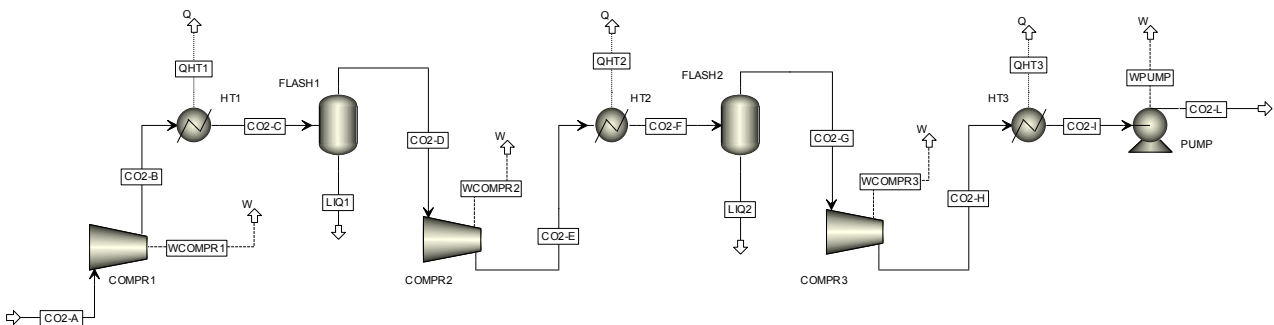 Q
QHT1
HT1
FLASH1
CO2-C
CO2-D
CO2-B
LIQ1
W
WCOMPR1
COMPR1
CO2-A
W
WCOMPR2
COMPR2
CO2-E
Q
QHT2
HT2
FLASH2
CO2-F
CO2-G
LIQ2
W
WCOMPR3
COMPR3
CO2-H
Q
QHT3
HT3
CO2-I
W
WPUMP
CO2-L
PUMP